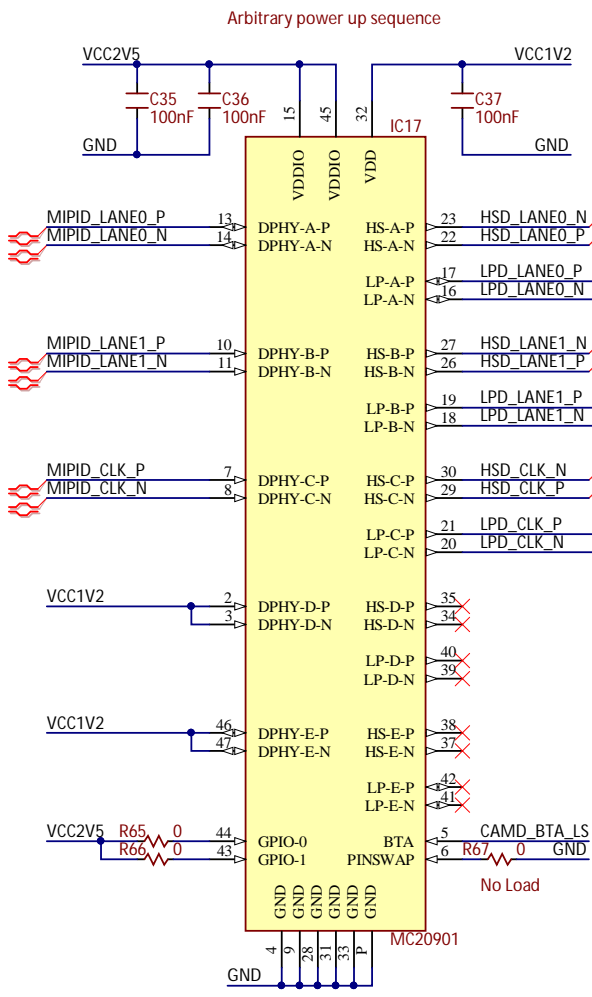 Arbitrary power up sequence
VCC2V5 VCC1V2
C35 100nF C36 100nF C37 100nF
GND GND
15 45 32 IC17
VDDIO VDDIO VDD
MIPID_LANE0_P 13 DPHY-A-P HS-A-P 23 HSD_LANE0_N
MIPID_LANE0_N 14 DPHY-A-N HS-A-N 22 HSD_LANE0_P
LP-A-P 17 LPD_LANE0_P
LP-A-N 16 LPD_LANE0_N
MIPID_LANE1_P 10 DPHY-B-P HS-B-P 27 HSD_LANE1_N
MIPID_LANE1_N 11 DPHY-B-N HS-B-N 26 HSD_LANE1_P
LP-B-P 19 LPD_LANE1_P
LP-B-N 18 LPD_LANE1_N
MIPID_CLK_P 7 DPHY-C-P HS-C-P 30 HSD_CLK_N
MIPID_CLK_N 8 DPHY-C-N HS-C-N 29 HSD_CLK_P
LP-C-P 21 LPD_CLK_P
LP-C-N 20 LPD_CLK_N
VCC1V2 2 DPHY-D-P HS-D-P 35
3 DPHY-D-N HS-D-N 34
LP-D-P 40
LP-D-N 39
VCC1V2 46 DPHY-E-P HS-E-P 38
47 DPHY-E-N HS-E-N 37
LP-E-P 42
LP-E-N 41
VCC2V5 R65 0 44 GPIO-0 BTA 5 CAMD_BTA_LS
R66 0 43 GPIO-1 PINSWAP 6 R67 0 GND
No Load
GND GND GND GND GND GND
4 9 28 31 33 P MC20901
GND